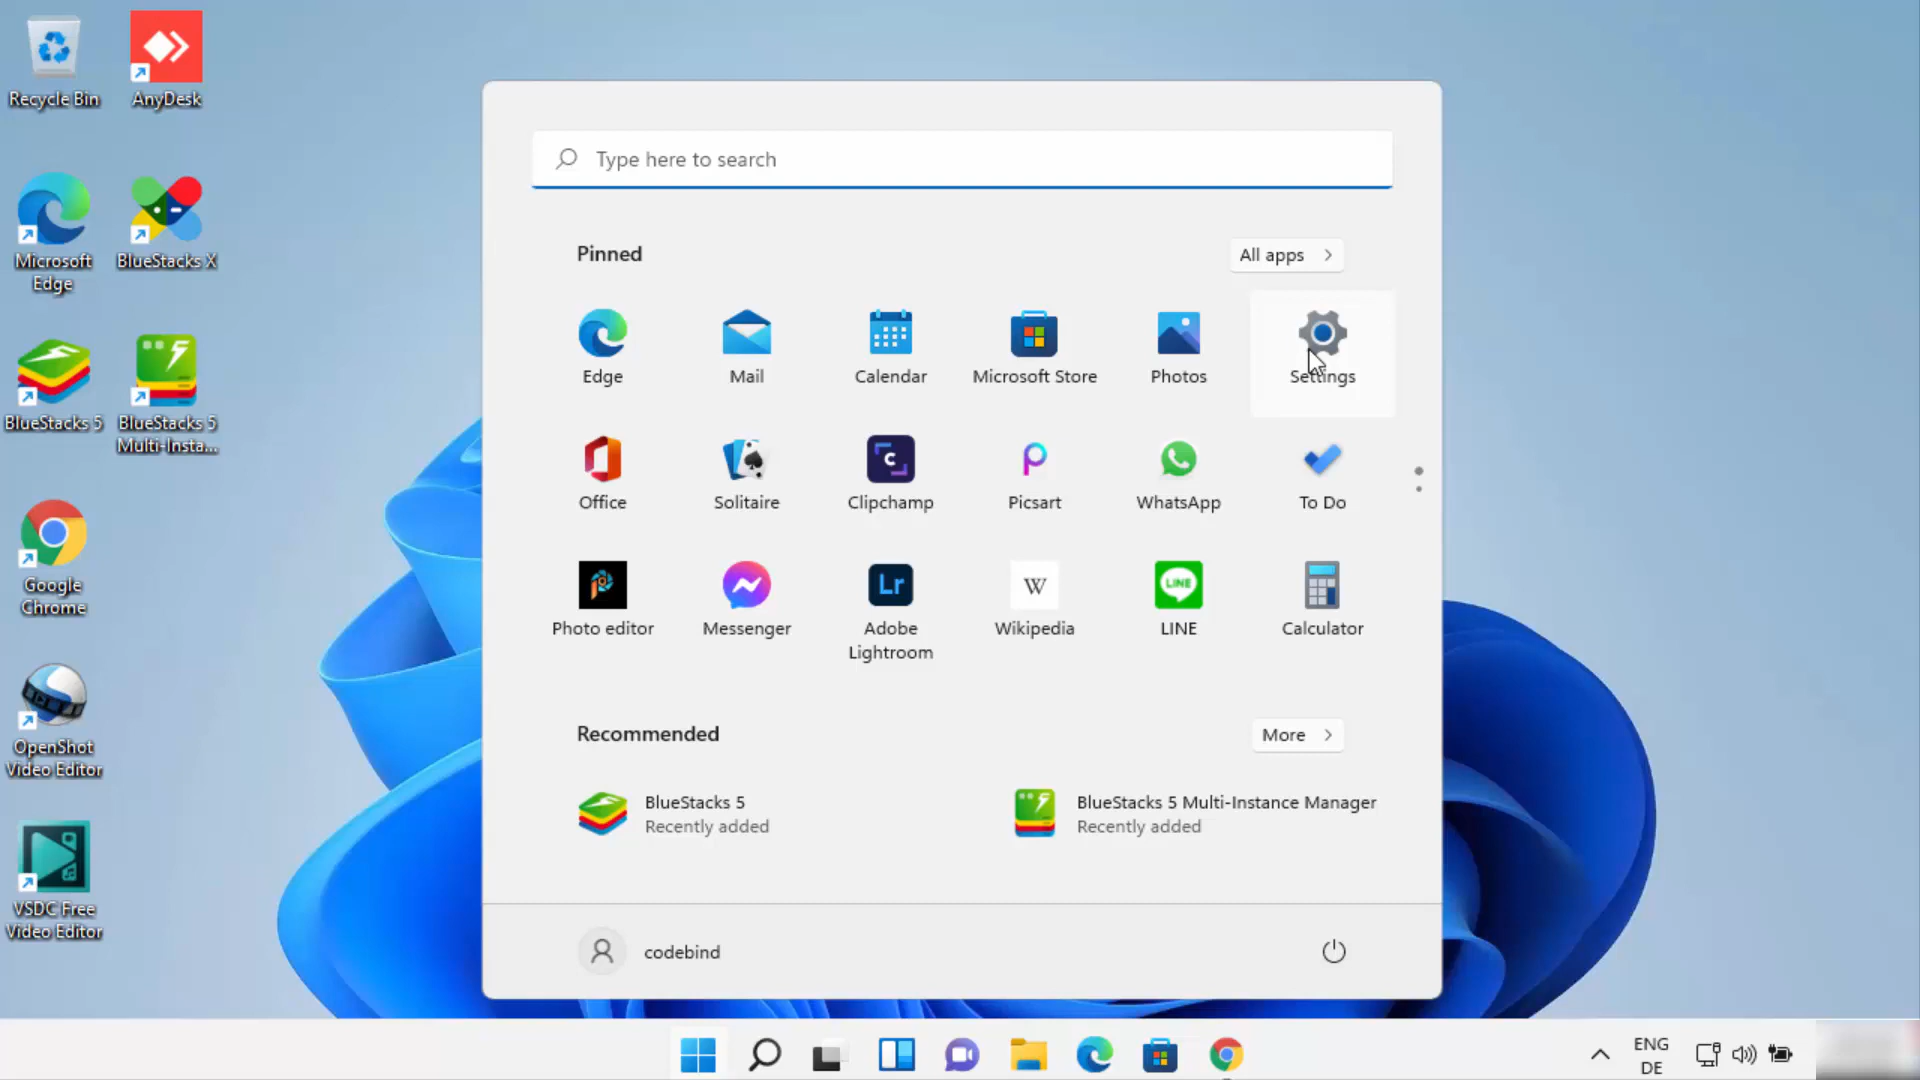 Recycle Bin
AnyDesk
Microsoft
Edge
BlueStacks X
BlueStacks 5
BlueStacks 5
Multi-Insta...
Google
Chrome
OpenShot
Video Editor
VSDC Free
Video Editor
Type here to search
Pinned
All apps
Edge
Mail
Calendar
Microsoft Store
Photos
Settings
Office
Solitaire
Clipchamp
Picsart
WhatsApp
To Do
C
Lr
W
LINE
Photo editor
Messenger
Adobe
Lightroom
Wikipedia
LINE
Calculator
Recommended
More
BlueStacks 5
Recently added
BlueStacks 5 Multi-Instance Manager
Recently added
codebind
ENG
DE